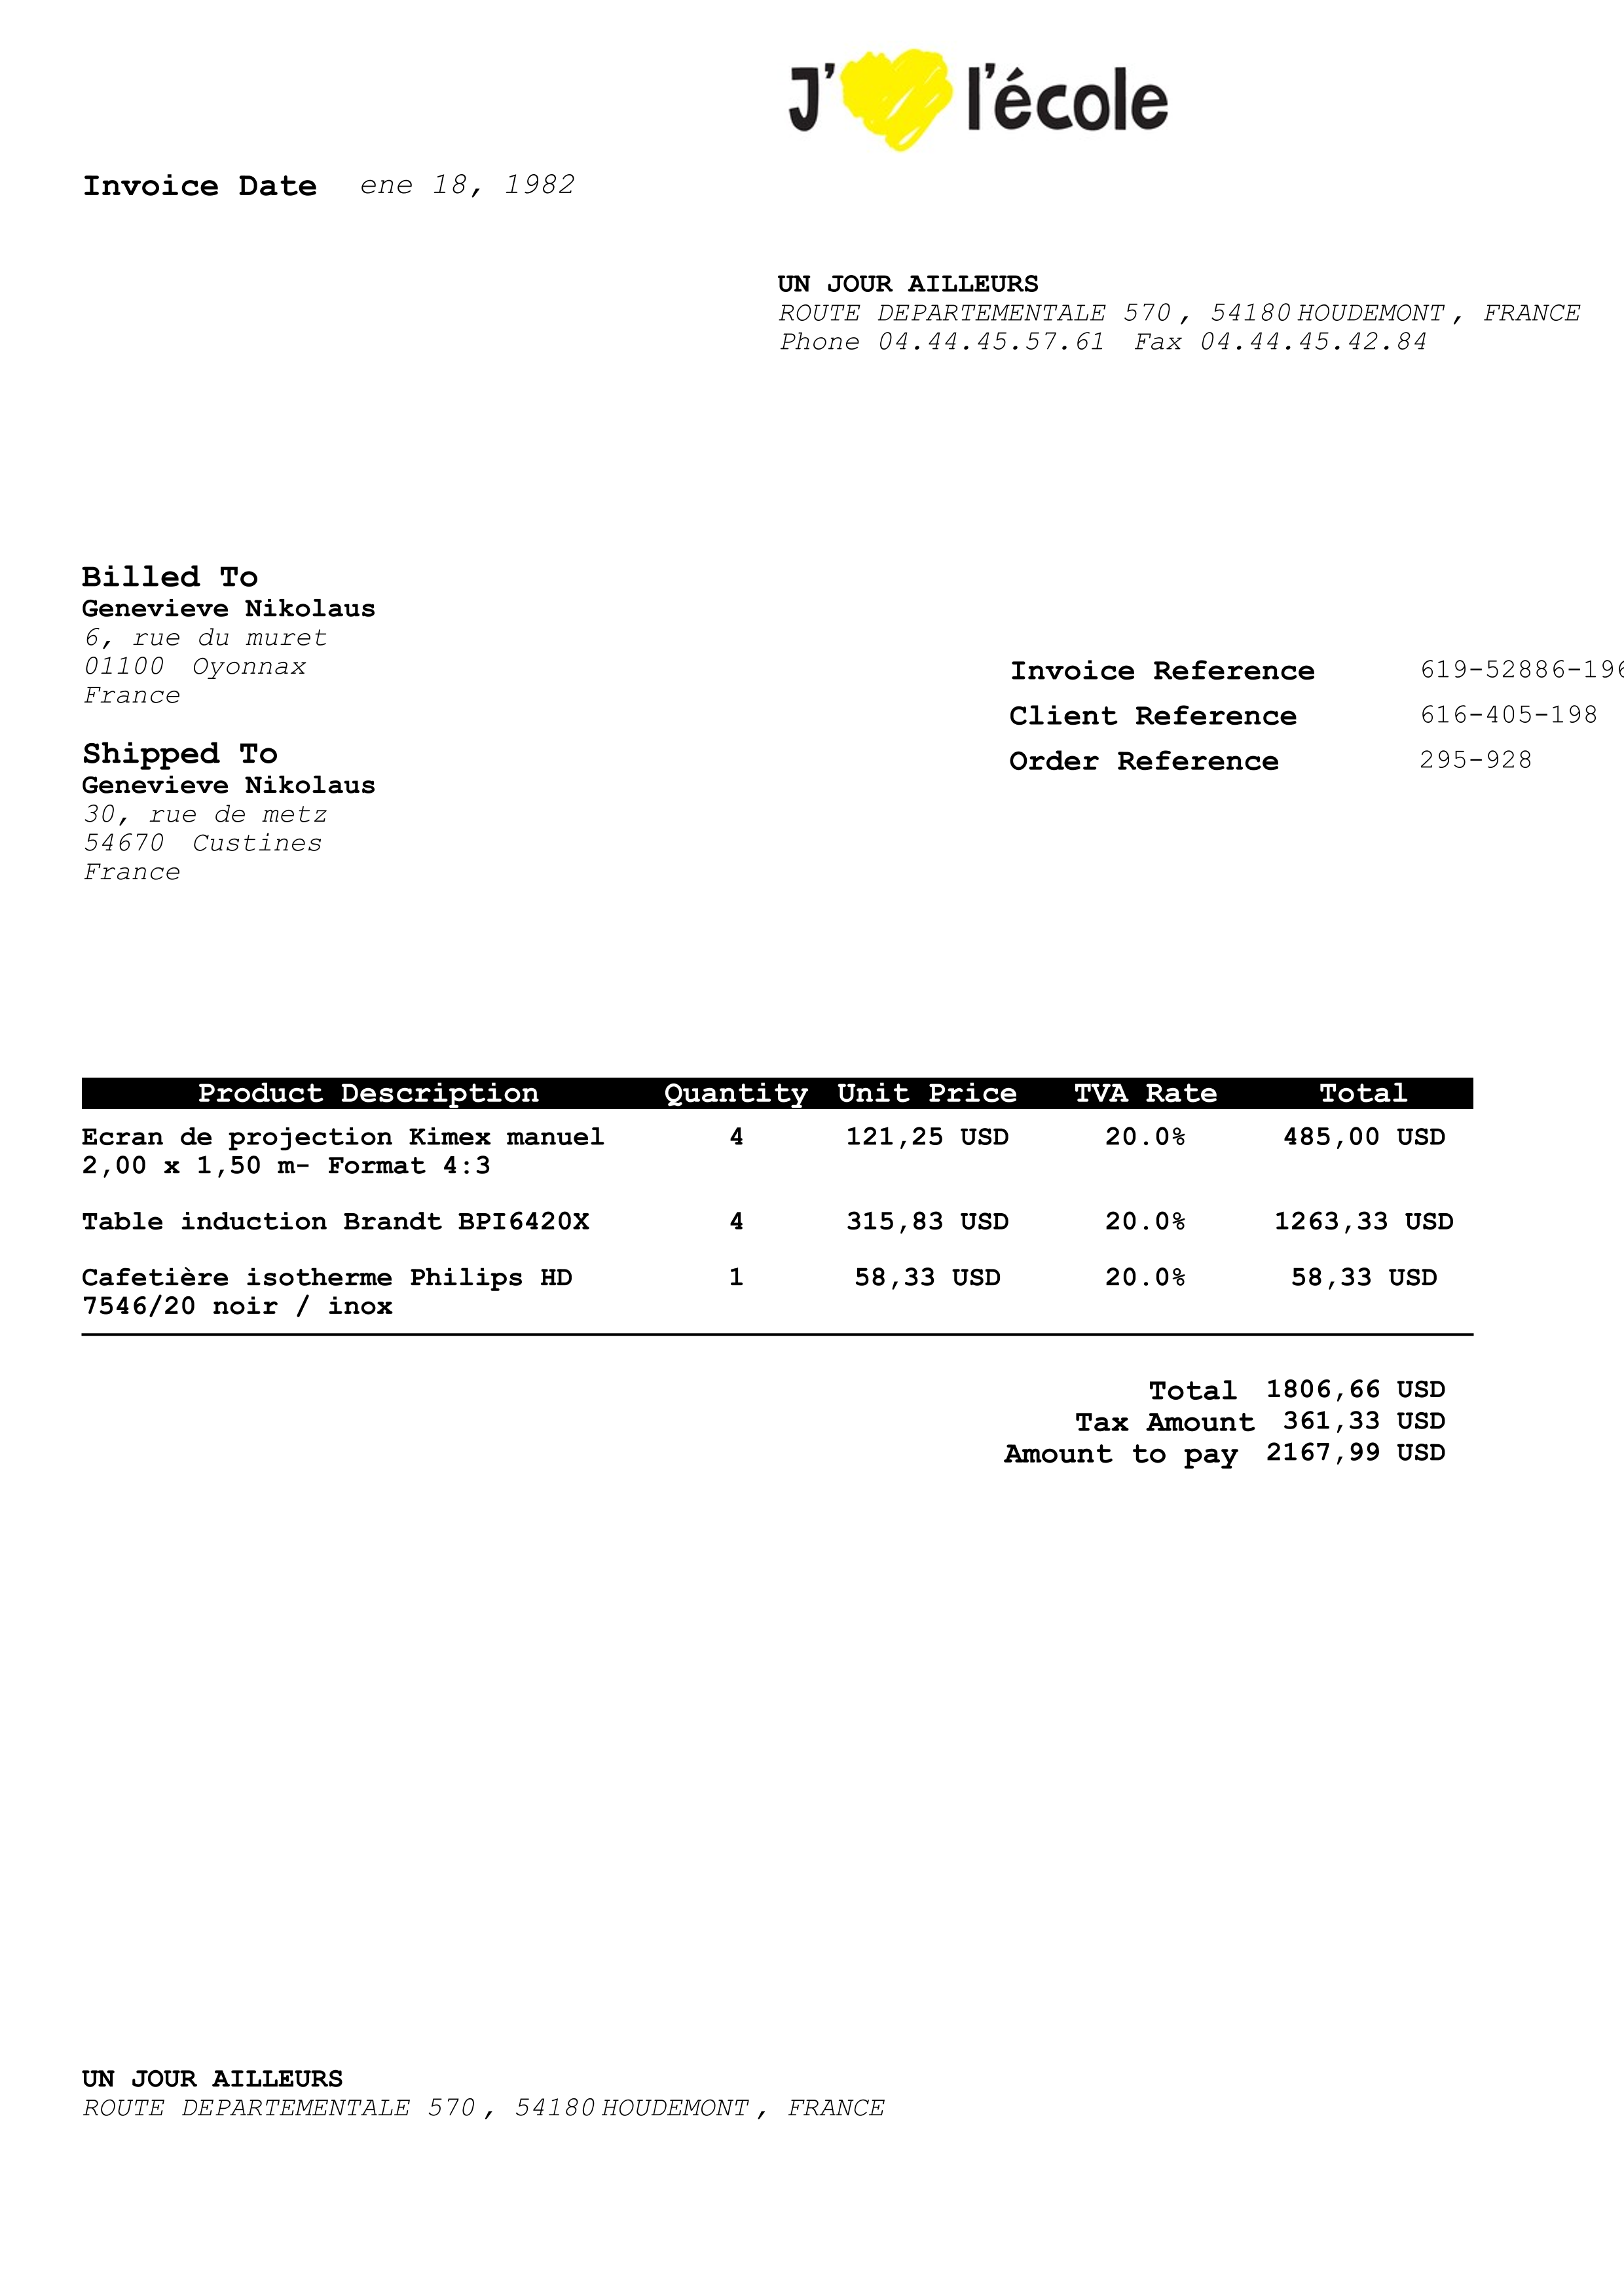 J' l'école
Invoice Date ene 18, 1982
UN JOUR AILLEURS
ROUTE DEPARTEMENTALE 570, 54180 HOUDEMONT, FRANCE
Phone 04.44.45.57.61 Fax 04.44.45.42.84
Billed To
Genevieve Nikolaus
6, rue du muret
01100 Oyonnax
France
Invoice Reference 619-52886-196
Client Reference 616-405-198
Order Reference 295-928
Shipped To
Genevieve Nikolaus
30, rue de metz
54670 Custines
France
Product Description Quantity Unit Price TVA Rate Total
Ecran de projection Kimex manuel 4 121,25 USD 20.0% 485,00 USD
2,00 x 1,50 m- Format 4:3
Table induction Brandt BPI6420X 4 315,83 USD 20.0% 1263,33 USD
Cafetière isotherme Philips HD 1 58,33 USD 20.0% 58,33 USD
7546/20 noir / inox
Total 1806,66 USD
Tax Amount 361,33 USD
Amount to pay 2167,99 USD
UN JOUR AILLEURS
ROUTE DEPARTEMENTALE 570, 54180 HOUDEMONT, FRANCE